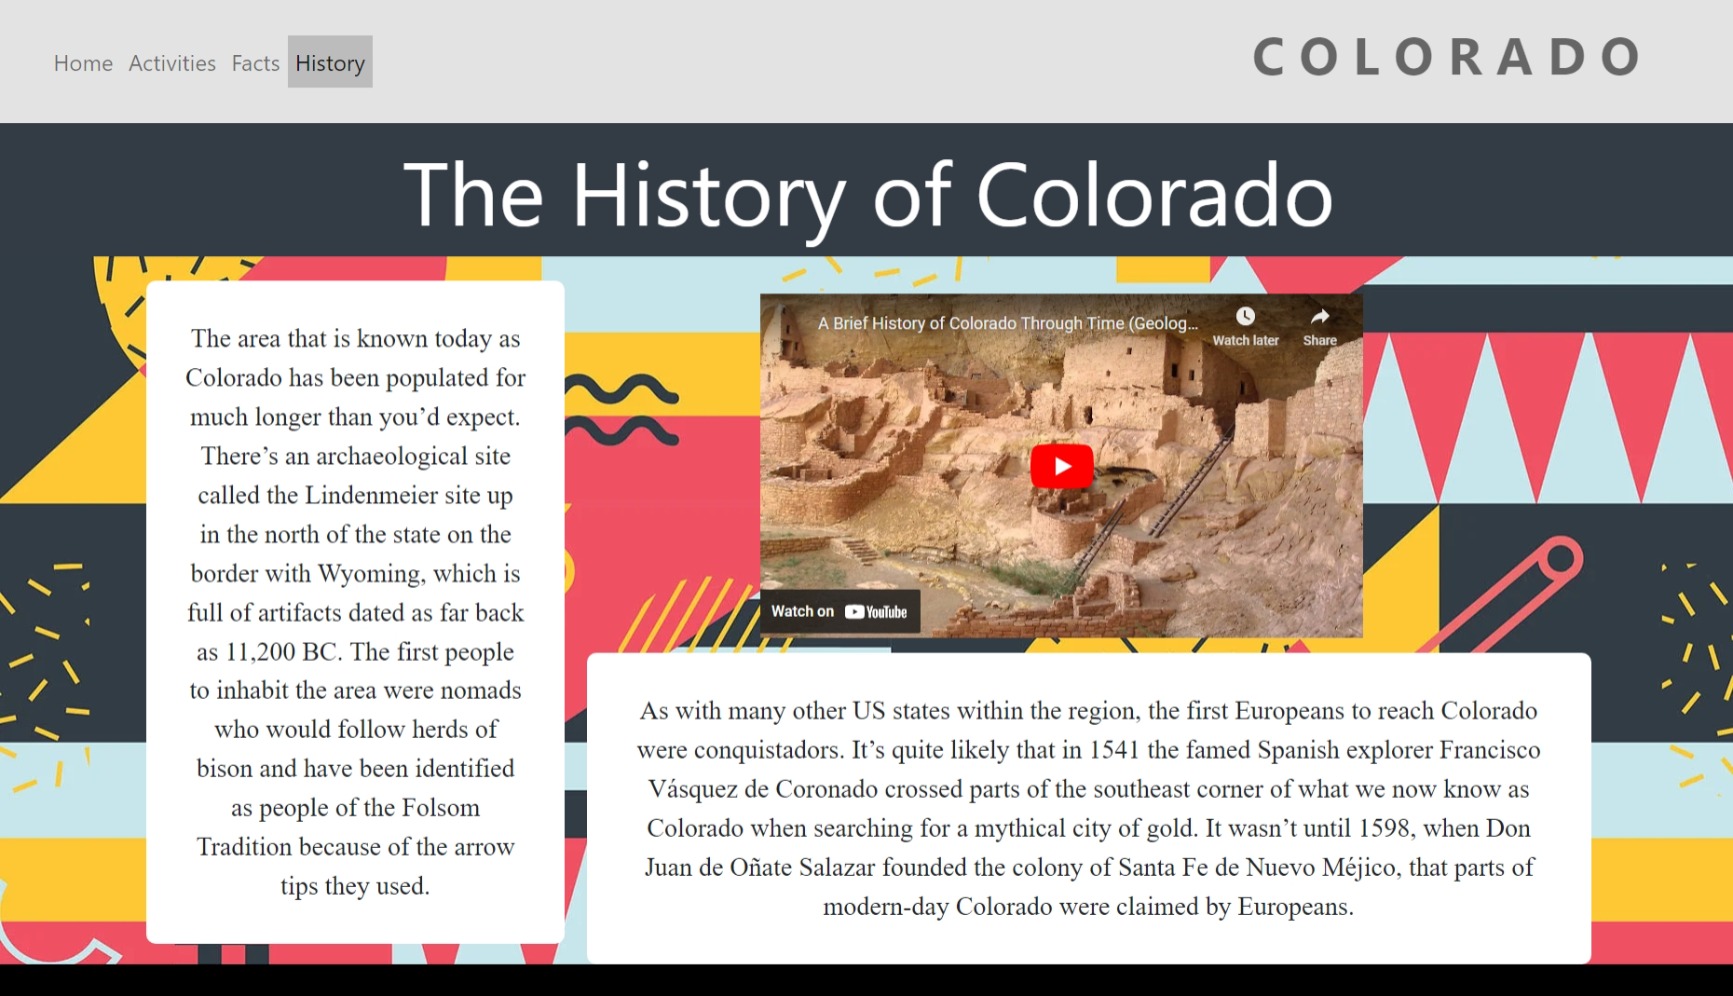 Home Activities Facts History
COLORADO
The History of Colorado
The area that is known today as
Colorado has been populated for
much longer than you’d expect.
There’s an archaeological site
called the Lindenmeier site up
in the north of the state on the
border with Wyoming, which is
full of artifacts dated as far back
as 11,200 BC. The first people
to inhabit the area were nomads
who would follow herds of
bison and have been identified
as people of the Folsom
Tradition because of the arrow
tips they used.
A Brief History of Colorado Through Time (Geolog...
Watch later
Share
Watch on YouTube
As with many other US states within the region, the first Europeans to reach Colorado
were conquistadors. It’s quite likely that in 1541 the famed Spanish explorer Francisco
Vásquez de Coronado crossed parts of the southeast corner of what we now know as
Colorado when searching for a mythical city of gold. It wasn’t until 1598, when Don
Juan de Oñate Salazar founded the colony of Santa Fe de Nuevo Méjico, that parts of
modern-day Colorado were claimed by Europeans.